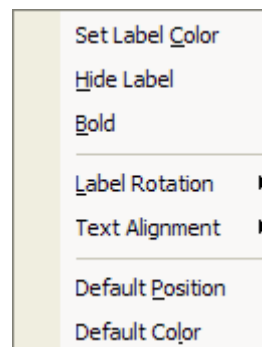 Set Label Color
Hide Label
Bold
Label Rotation
Text Alignment
Default Position
Default Color